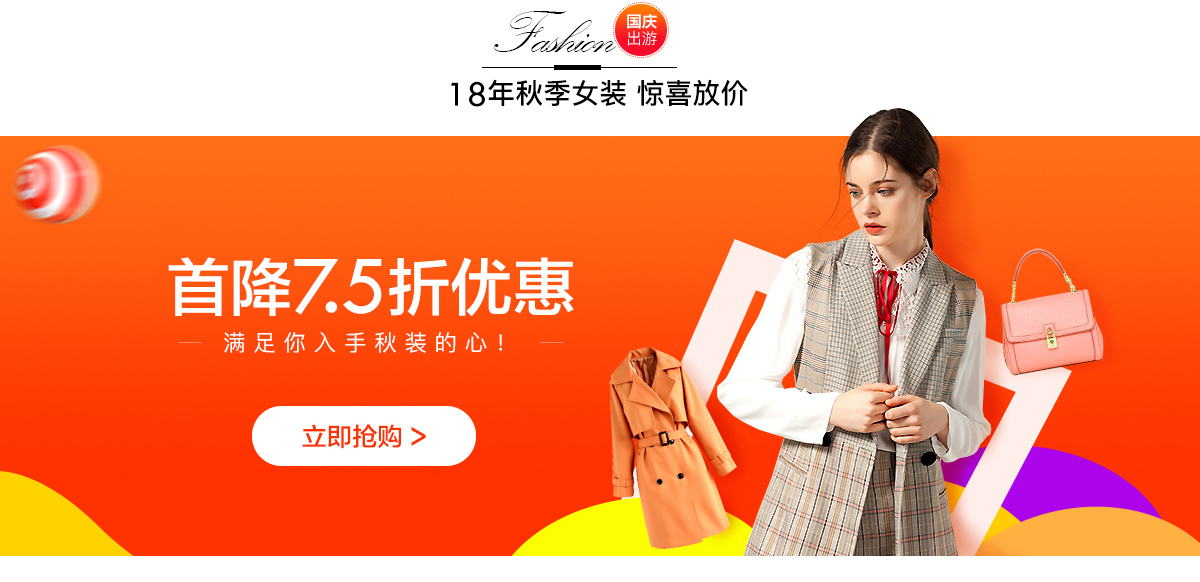 Fashion
国庆
出游
18年秋季女装 惊喜放价
首降7.5折优惠
满足你入手秋装的心!
立即抢购 >